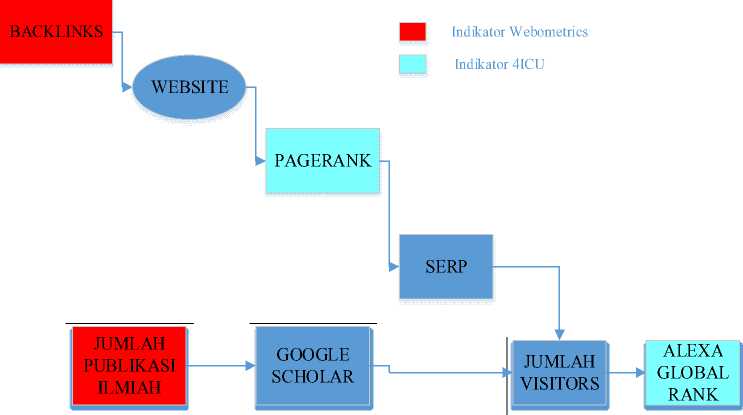 BACKLINKS
Indikator Webometrics
Indikator 4ICU
WEBSITE
PAGERANK
SERP
JUMLAH
PUBLIKASI
ILMIAH
GOOGLE
SCHOLAR
JUMLAH
VISITORS
ALEXA
GLOBAL
RANK